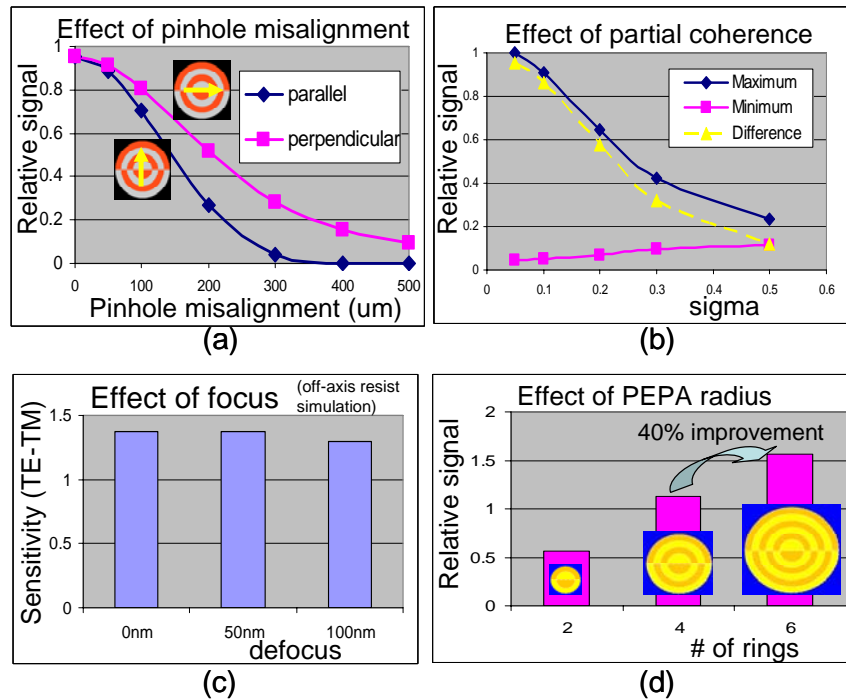 Effect of pinhole misalignment
Relative signal
1
0.8
0.6
0.4
0.2
0
parallel
perpendicular
0
100
200
300
400
500
Pinhole misalignment (um)
(a)
Effect of partial coherence
Relative signal
1
0.8
0.6
0.4
0.2
0
Maximum
Minimum
Difference
0
0.1
0.2
0.3
0.4
0.5
0.6
sigma
(b)
Effect of focus
(off-axis resist
simulation)
Sensitivity (TE-TM)
1.5
1
0.5
0
0nm
50nm
100nm
defocus
(c)
Effect of PEPA radius
40% improvement
Relative signal
2
1.5
1
0.5
0
2
4
6
# of rings
(d)